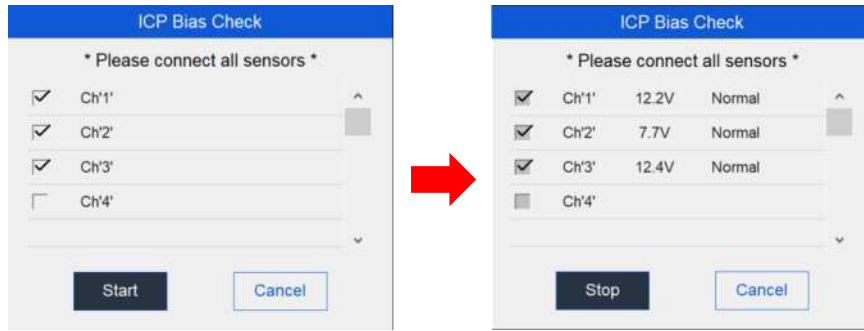 ICP Bias Check
* Please connect all sensors *
Ch'1'
Ch'2'
Ch'3'
Ch'4'
Start Cancel
ICP Bias Check
* Please connect all sensors *
Ch'1' 12.2V Normal
Ch'2' 7.7V Normal
Ch'3' 12.4V Normal
Ch'4'
Stop Cancel